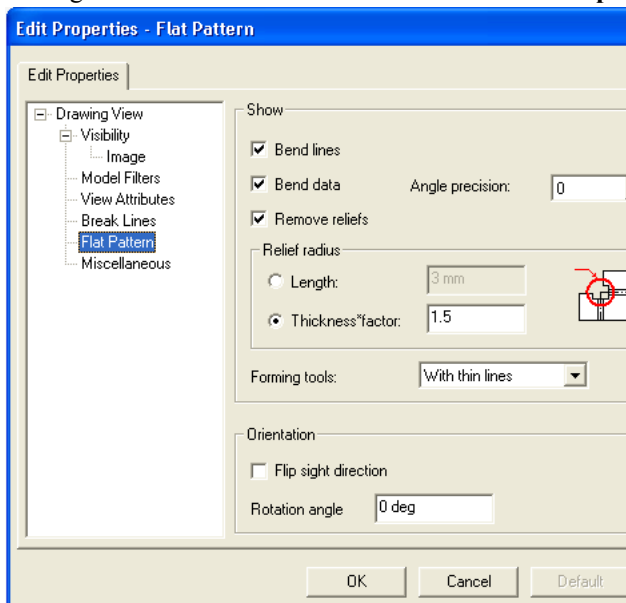 Edit Properties - Flat Pattern
Edit Properties
Drawing View
Visibility
Image
Model Filters
View Attributes
Break Lines
Flat Pattern
Miscellaneous
Show
Bend lines
Bend data Angle precision: 0
Remove reliefs
Relief radius
Length: 3 mm
Thickness*factor: 1.5
Forming tools: With thin lines
Orientation
Flip sight direction
Rotation angle 0 deg
OK Cancel Default